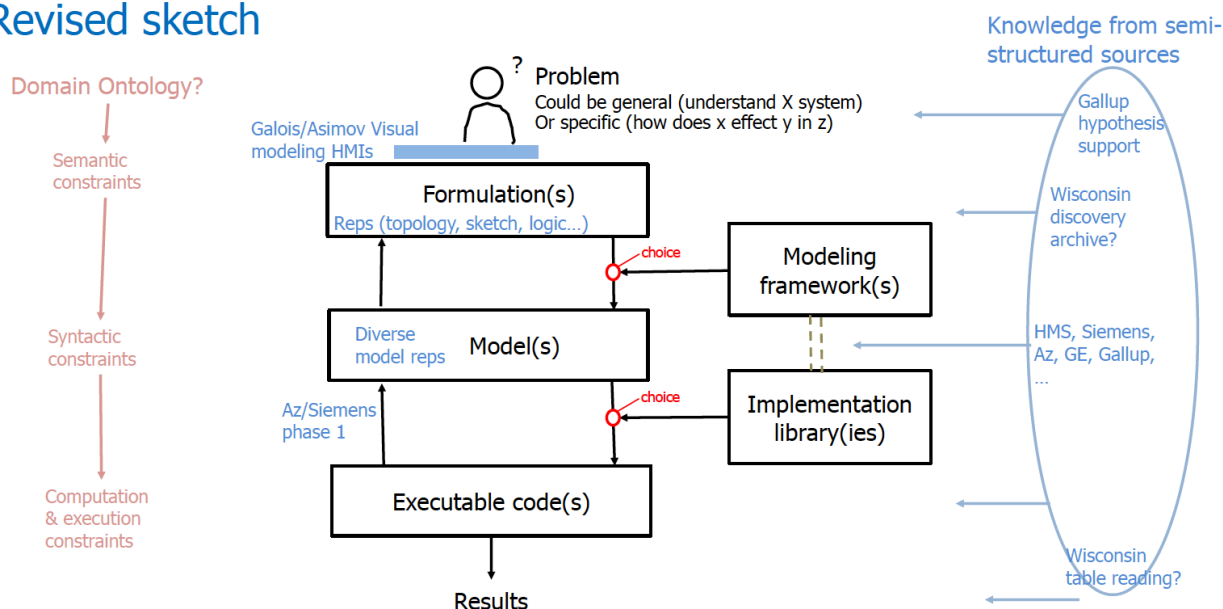 Revised sketch
Knowledge from semi-
structured sources
Domain Ontology?
?
Problem
Could be general (understand X system)
Or specific (how does x effect y in z)
Gallup
hypothesis
support
Galois/Asimov Visual
modeling HMIs
Semantic
constraints
Formulation(s)
Reps (topology, sketch, logic...)
Wisconsin
discovery
archive?
choice
Modeling
framework(s)
Syntactic
constraints
Diverse
model reps
Model(s)
HMS, Siemens,
Az, GE, Gallup,
...
choice
Az/Siemens
phase 1
Implementation
library(ies)
Computation
& execution
constraints
Executable code(s)
Wisconsin
table reading?
Results